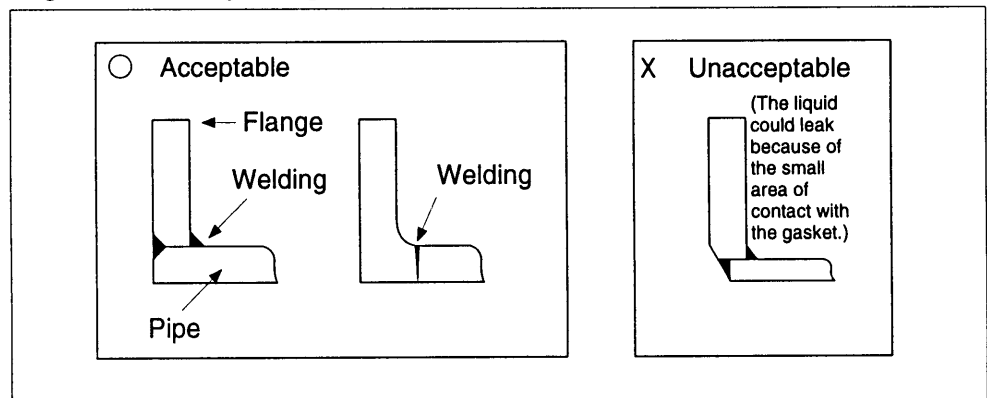 Acceptable
Flange
Welding
Welding
Pipe
X Unacceptable
(The liquid
could leak
because of
the small
area of
contact with
the gasket.)